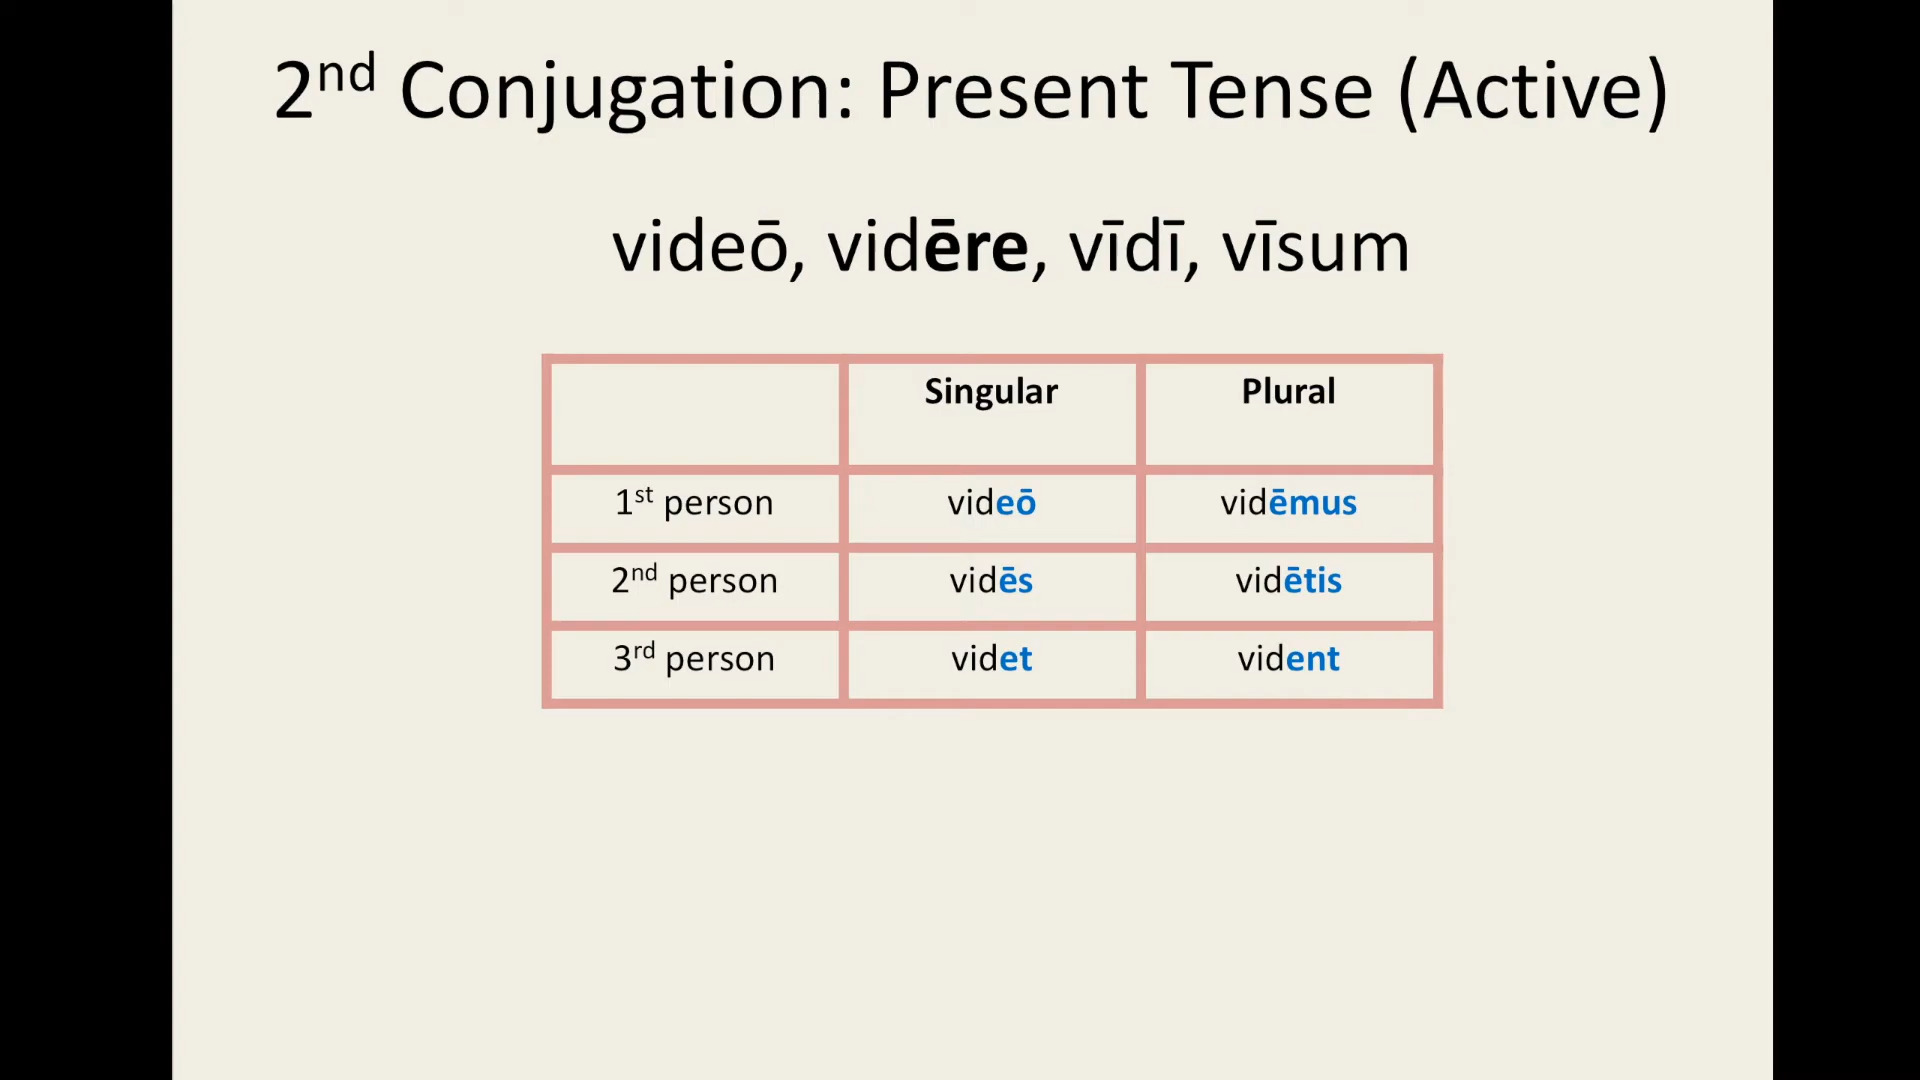 2nd Conjugation: Present Tense (Active)
videō, vidēre, vīdī, vīsum
Singular Plural
1st person videō vidēmus
2nd person vidēs vidētis
3rd person videt vident